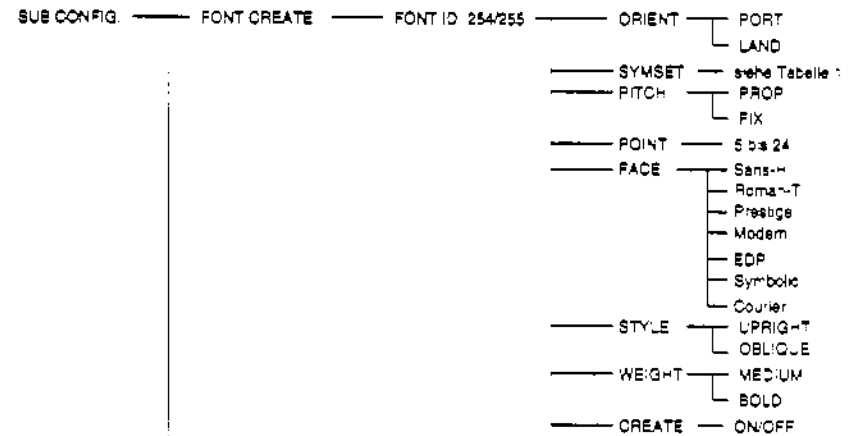 SUB CONFIG. FONT CREATE FONT ID 254/255 ORIENT PORT
LAND
SYMSET siehe Tabelle
PITCH PROP
FIX
POINT 5 bis 24
FACE Sans-H
Roman-T
Prestige
Modern
EDP
Symbolic
Courier
STYLE UPRIGHT
OBLIQUE
WEIGHT MEDIUM
BOLD
CREATE ON/OFF